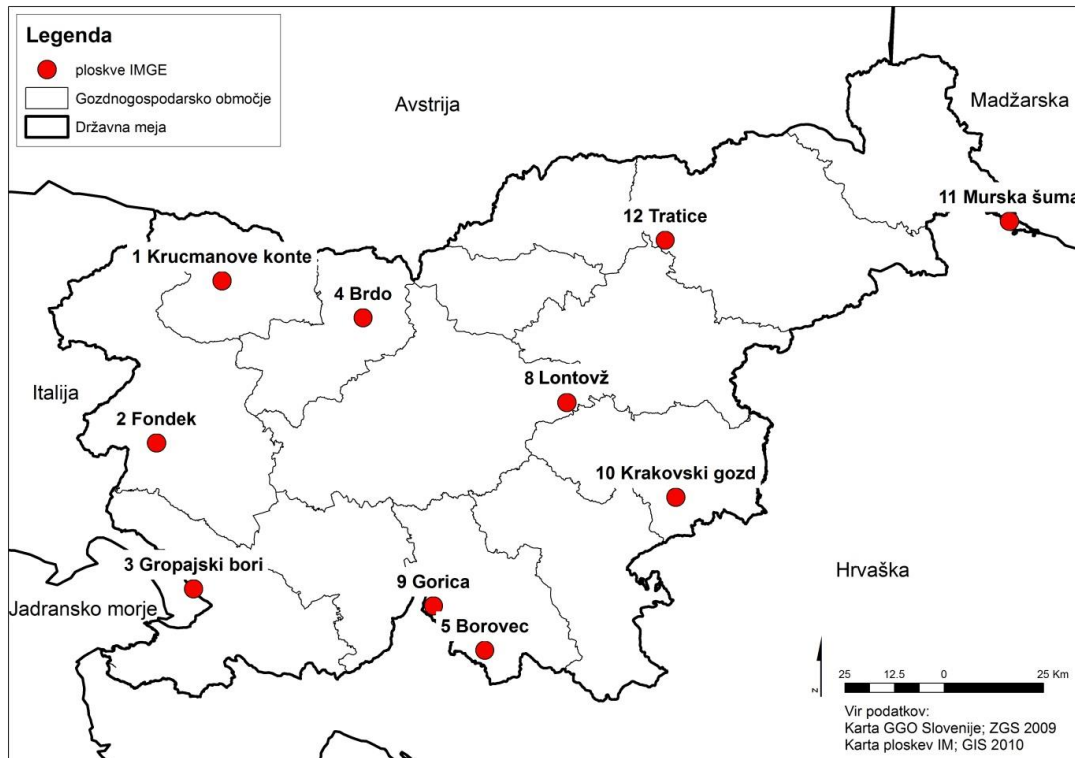 Legenda
ploskve IMGE
Gozdnogospodarsko območje
Državna meja
Avstrija
Madžarska
11 Murska šuma
12 Tratice
1 Krucmanove konte
4 Brdo
8 Lontovž
Italija
2 Fondek
10 Krakovski gozd
3 Gropajski bori
9 Gorica
Hrvaška
Jadransko morje
5 Borovec
N
25 12.5 0 25 Km
Vir podatkov:
Karta GGO Slovenije; ZGS 2009
Karta ploskev IM; GIS 2010